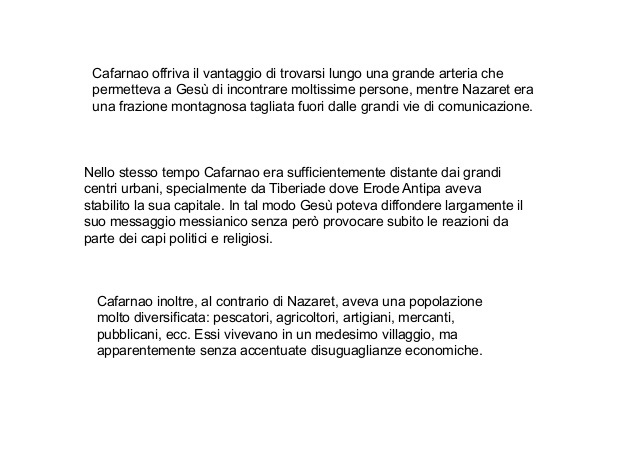 Cafarnao offriva il vantaggio di trovarsi lungo una grande arteria che
permetteva a Gesù di incontrare moltissime persone, mentre Nazaret era
una frazione montagnosa tagliata fuori dalle grandi vie di comunicazione.
Nello stesso tempo Cafarnao era sufficientemente distante dai grandi
centri urbani, specialmente da Tiberiade dove Erode Antipa aveva
stabilito la sua capitale. In tal modo Gesù poteva diffondere largamente il
suo messaggio messianico senza però provocare subito le reazioni da
parte dei capi politici e religiosi.
Cafarnao inoltre, al contrario di Nazaret, aveva una popolazione
molto diversificata: pescatori, agricoltori, artigiani, mercanti,
pubblicani, ecc. Essi vivevano in un medesimo villaggio, ma
apparentemente senza accentuate disuguaglianze economiche.